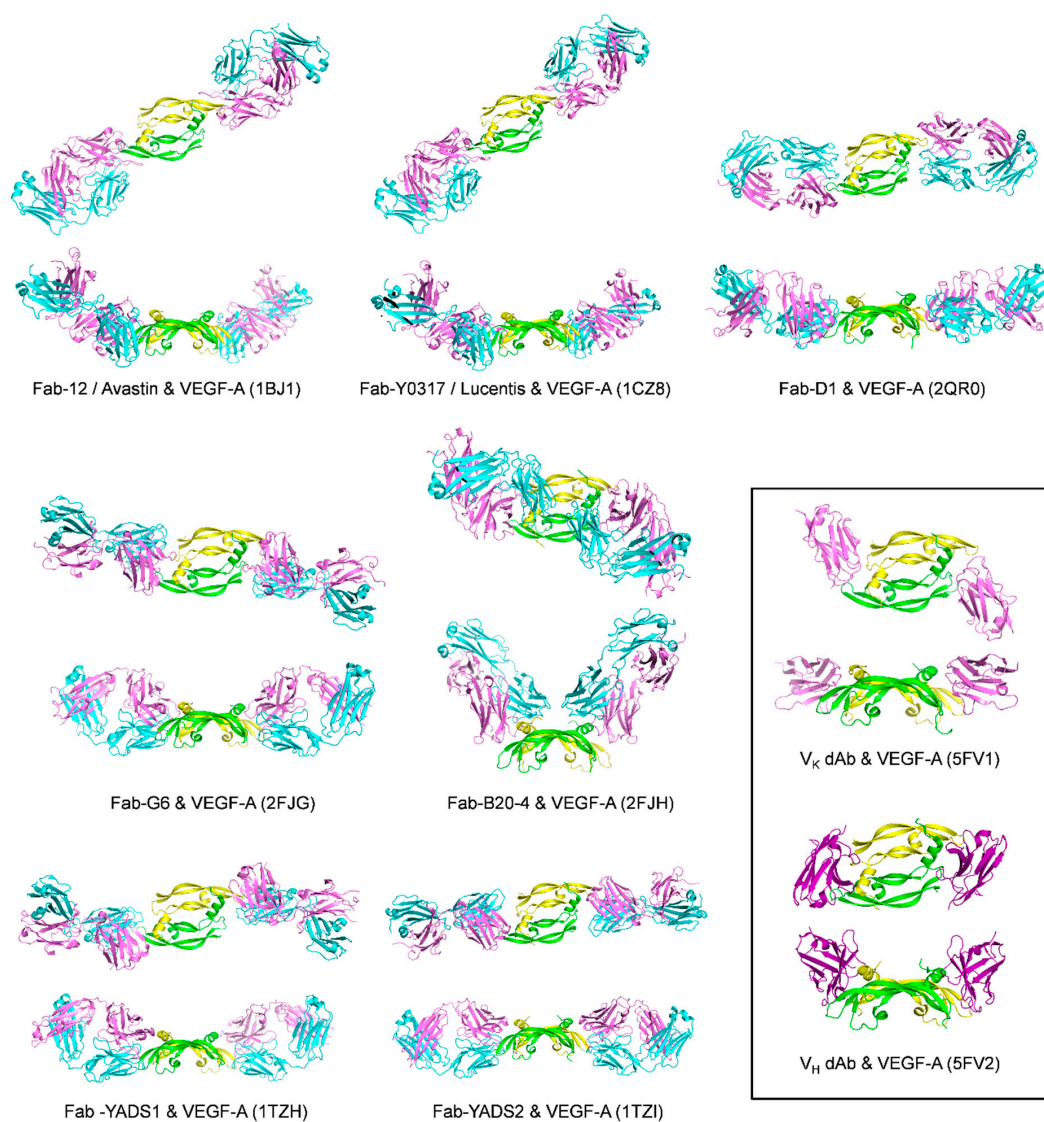 Fab-12 / Avastin & VEGF-A (1BJ1)
Fab-Y0317 / Lucentis & VEGF-A (1CZ8)
Fab-D1 & VEGF-A (2QR0)
Fab-G6 & VEGF-A (2FJG)
Fab-B20-4 & VEGF-A (2FJH)
VK dAb & VEGF-A (5FV1)
VH dAb & VEGF-A (5FV2)
Fab -YADS1 & VEGF-A (1TZH)
Fab-YADS2 & VEGF-A (1TZI)